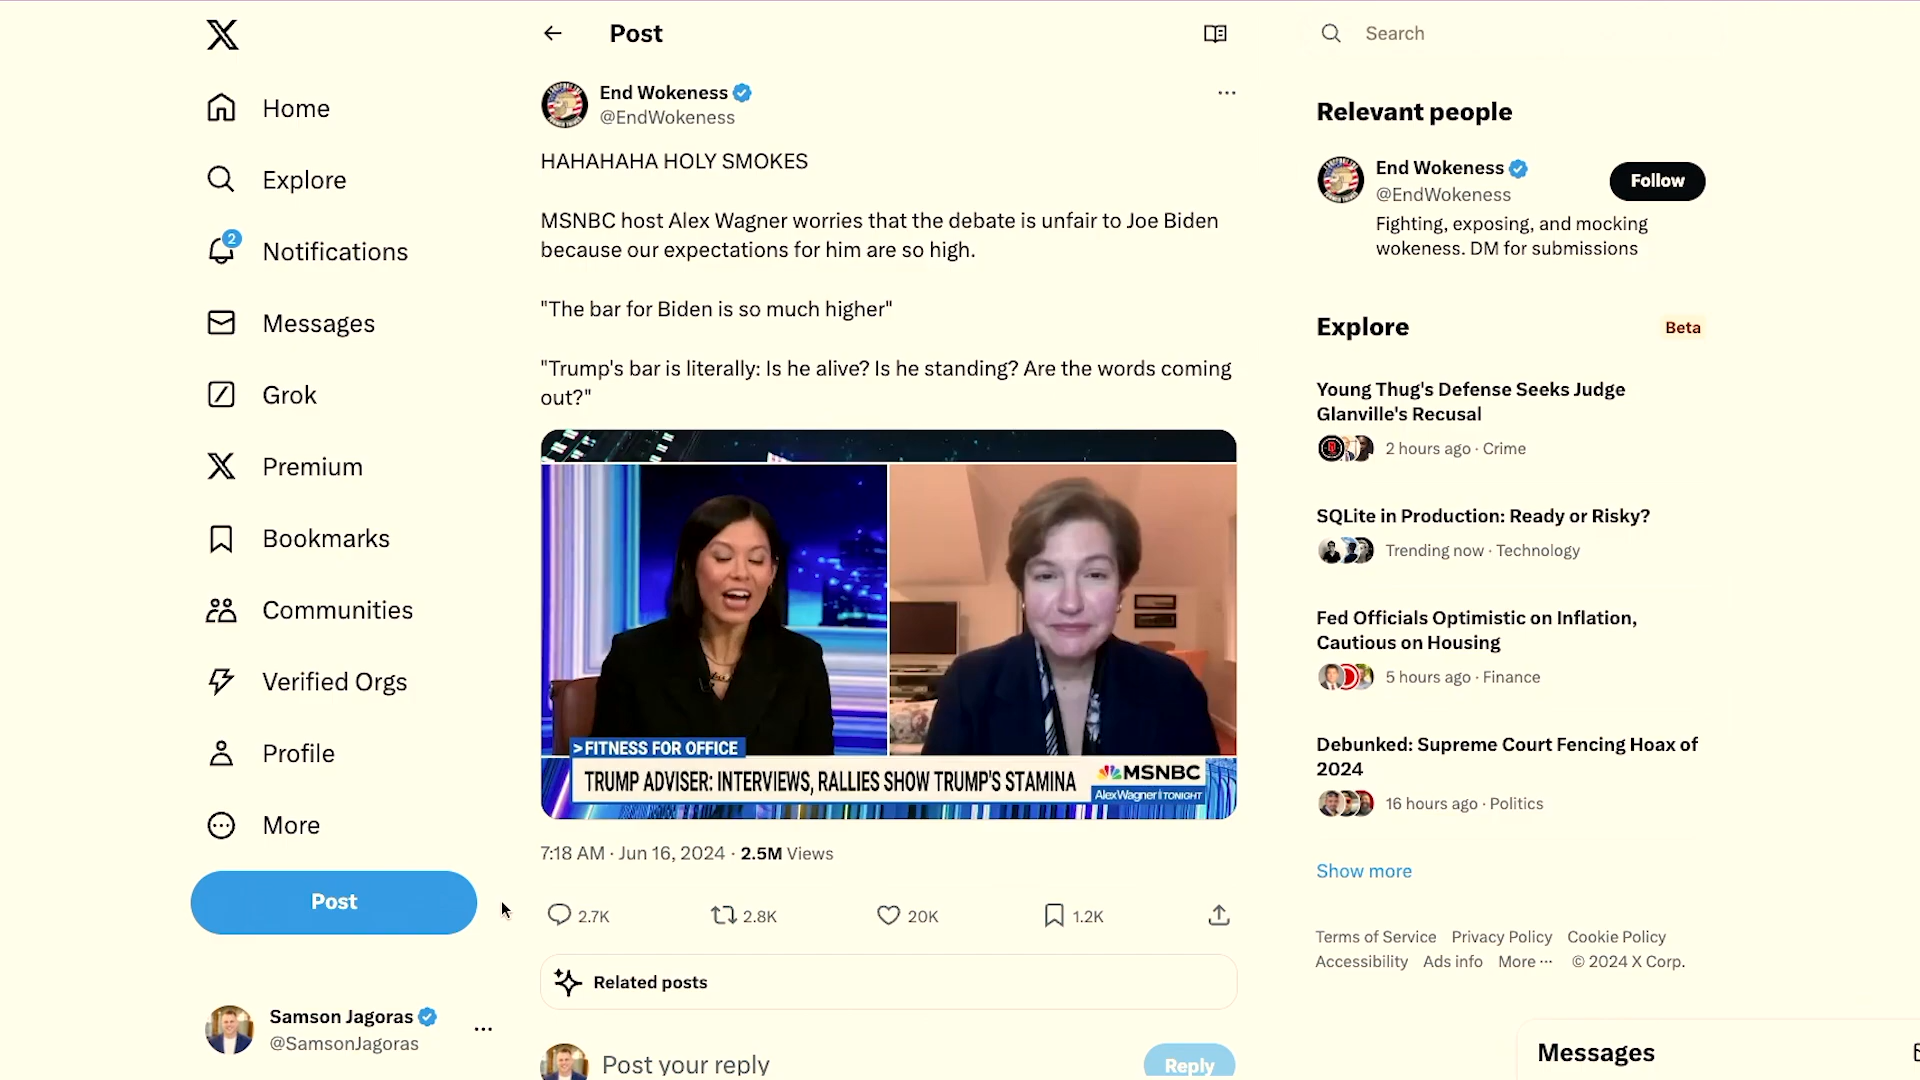 Home
Explore
2
Notifications
Messages
Grok
Premium
Bookmarks
Communities
Verified Orgs
Profile
More
Post
Samson Jagoras
@SamsonJagoras
Post
End Wokeness
@EndWokeness
HAHAHAHA HOLY SMOKES
MSNBC host Alex Wagner worries that the debate is unfair to Joe Biden
because our expectations for him are so high.
"The bar for Biden is so much higher"
"Trump's bar is literally: Is he alive? Is he standing? Are the words coming
out?"
>FITNESS FOR OFFICE
TRUMP ADVISER: INTERVIEWS, RALLIES SHOW TRUMP'S STAMINA
MSNBC
Alex Wagner TONIGHT
7:18 AM · Jun 16, 2024 · 2.5M Views
2.7K 2.8K 20K 1.2K
Related posts
Post your reply
Reply
Search
Relevant people
End Wokeness
@EndWokeness
Follow
Fighting, exposing, and mocking
wokeness. DM for submissions
Explore
Beta
Young Thug's Defense Seeks Judge
Glanville's Recusal
2 hours ago · Crime
SQLite in Production: Ready or Risky?
Trending now · Technology
Fed Officials Optimistic on Inflation,
Cautious on Housing
5 hours ago · Finance
Debunked: Supreme Court Fencing Hoax of
2024
16 hours ago · Politics
Show more
Terms of Service Privacy Policy Cookie Policy
Accessibility Ads info More ··· © 2024 X Corp.
Messages